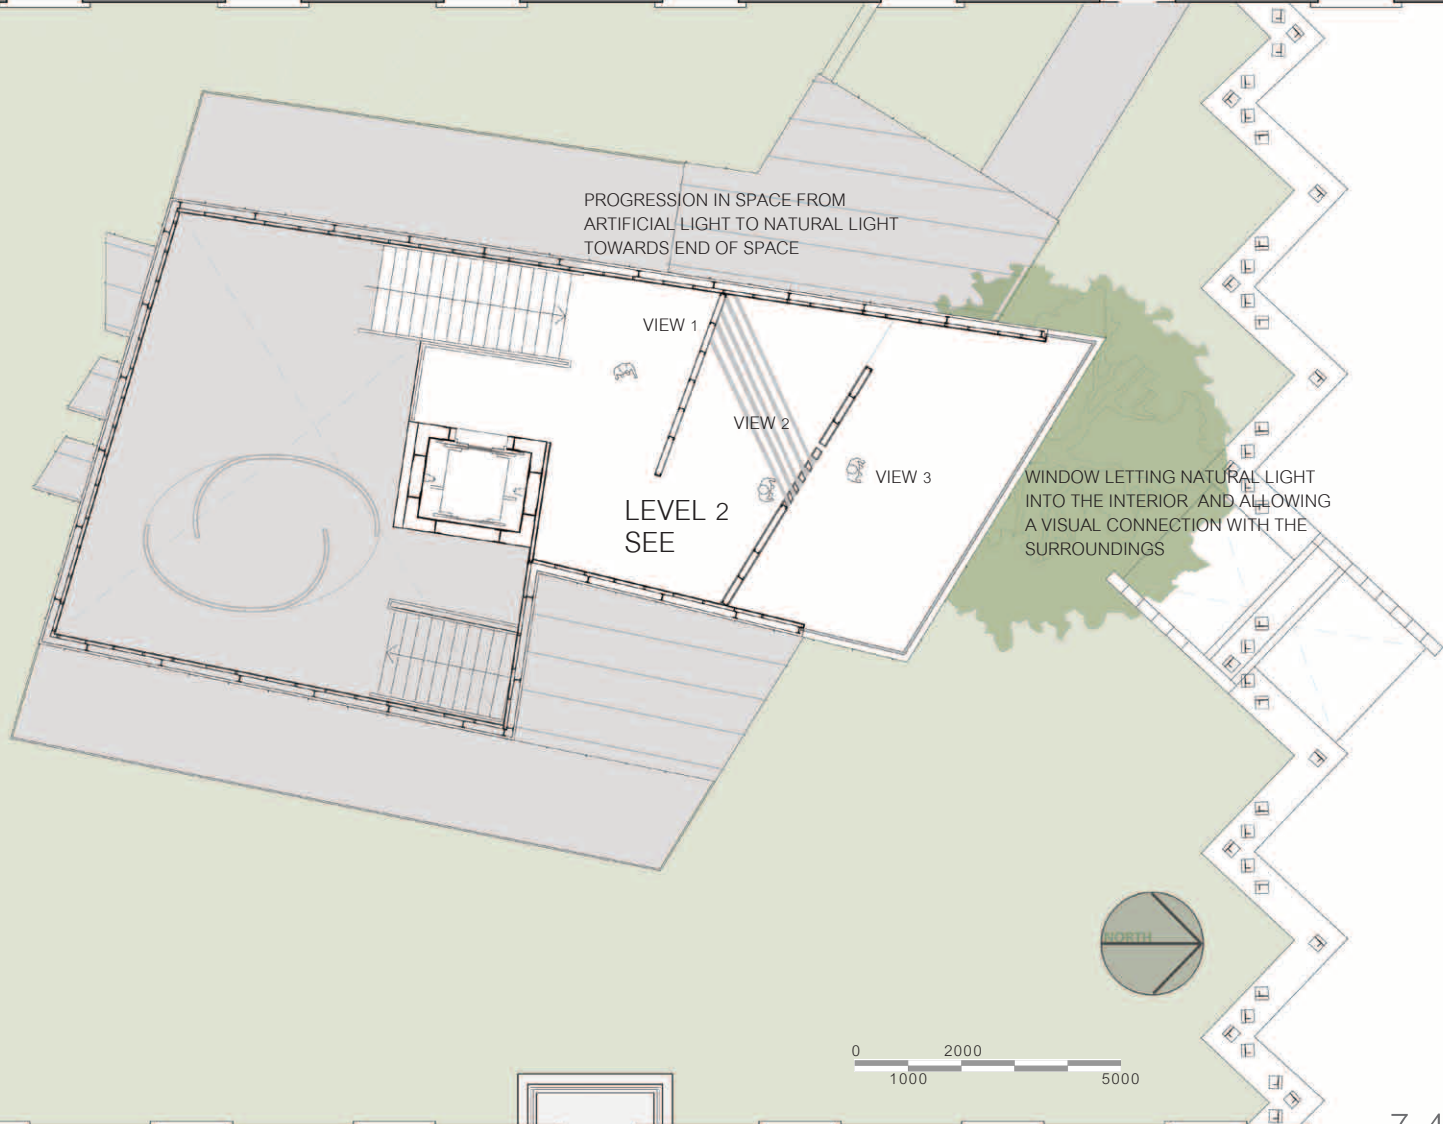 PROGRESSION IN SPACE FROM
ARTIFICIAL LIGHT TO NATURAL LIGHT
TOWARDS END OF SPACE
VIEW 1
VIEW 2
VIEW 3
WINDOW LETTING NATURAL LIGHT
INTO THE INTERIOR AND ALLOWING
A VISUAL CONNECTION WITH THE
SURROUNDINGS
LEVEL 2
SEE
NORTH
0 2000
1000 5000